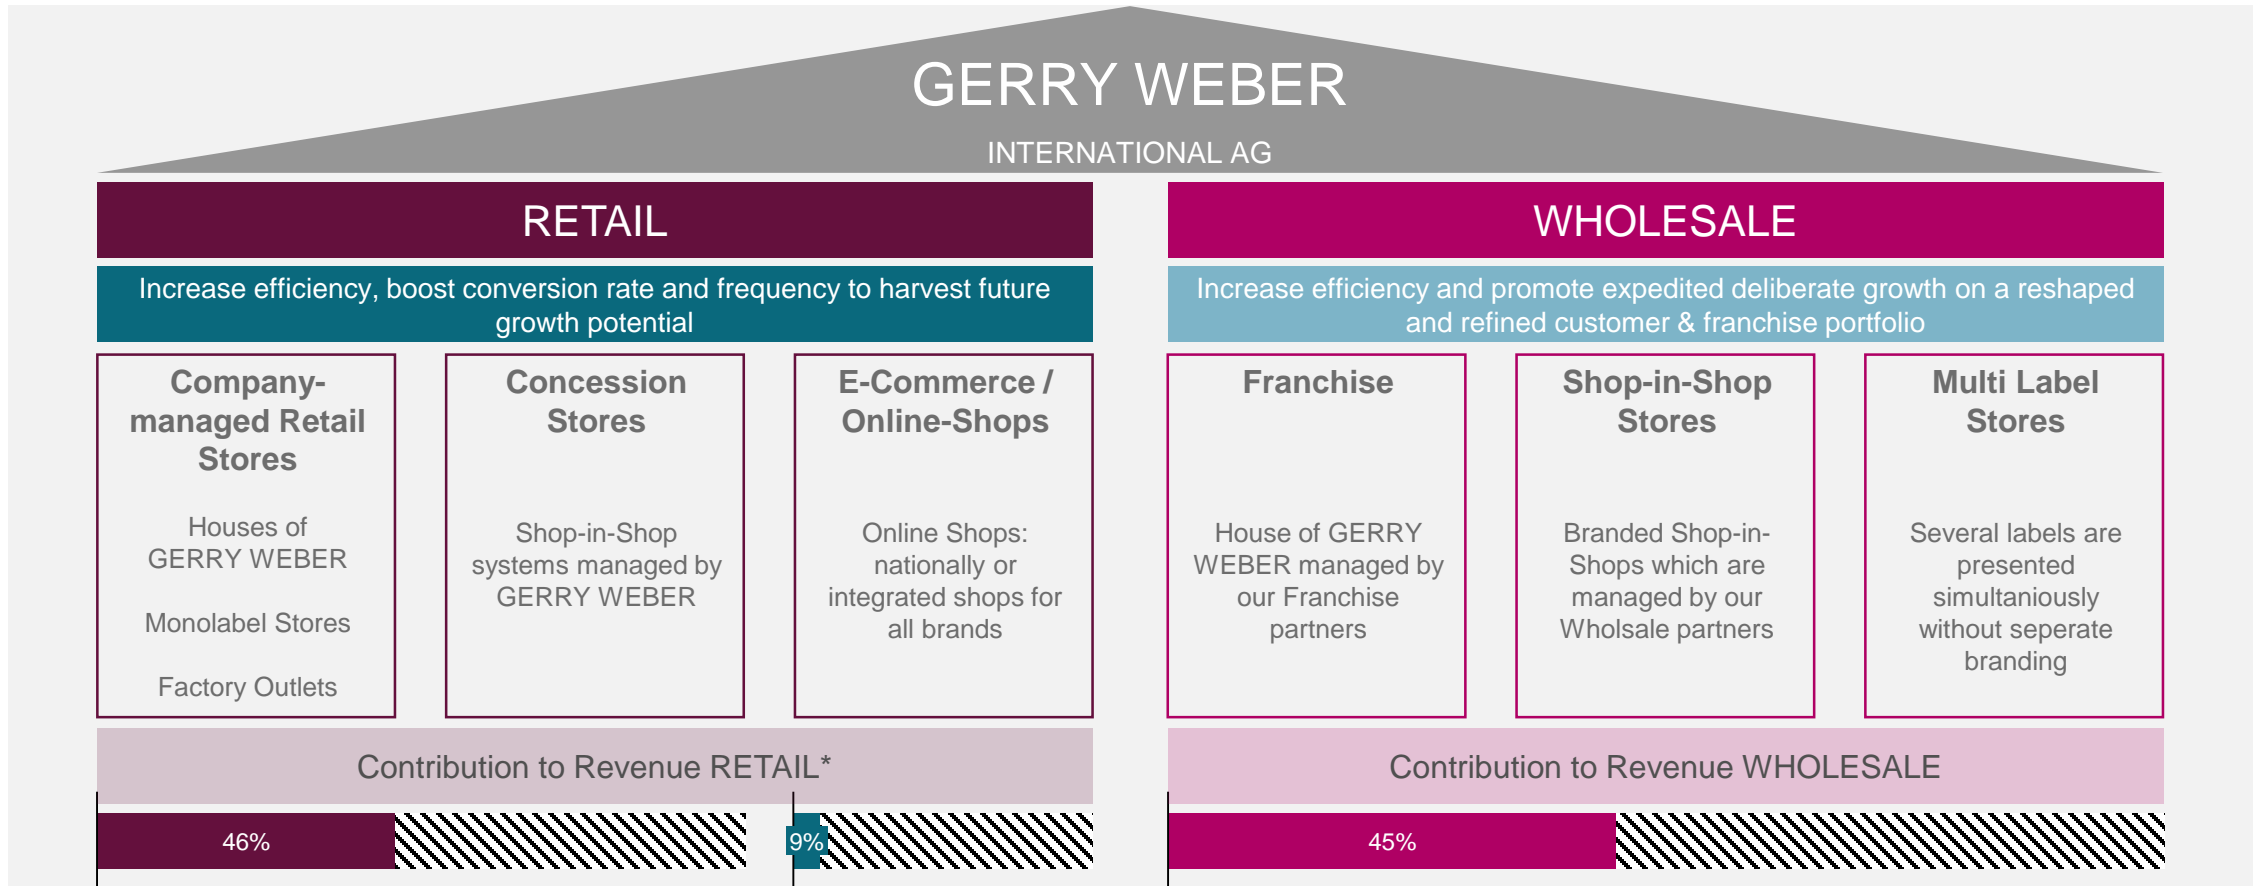 GERRY WEBER
INTERNATIONAL AG
RETAIL
Increase efficiency, boost conversion rate and frequency to harvest future
growth potential
Company-
managed Retail
Stores
Houses of
GERRY WEBER
Monolabel Stores
Factory Outlets
Concession
Stores
Shop-in-Shop
systems managed by
GERRY WEBER
E-Commerce /
Online-Shops
Online Shops:
nationally or
integrated shops for
all brands
Contribution to Revenue RETAIL*
46%
9%
WHOLESALE
Increase efficiency and promote expedited deliberate growth on a reshaped
and refined customer & franchise portfolio
Franchise
House of GERRY
WEBER managed by
our Franchise
partners
Shop-in-Shop
Stores
Branded Shop-in-
Shops which are
managed by our
Wholsale partners
Multi Label
Stores
Several labels are
presented
simultaniously
without seperate
branding
Contribution to Revenue WHOLESALE
45%